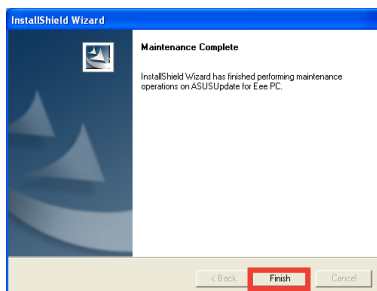 InstallShield Wizard
Maintenance Complete
InstallShield Wizard has finished performing maintenance
operations on ASUSUpdate for Eee PC.
< Back Finish Cancel